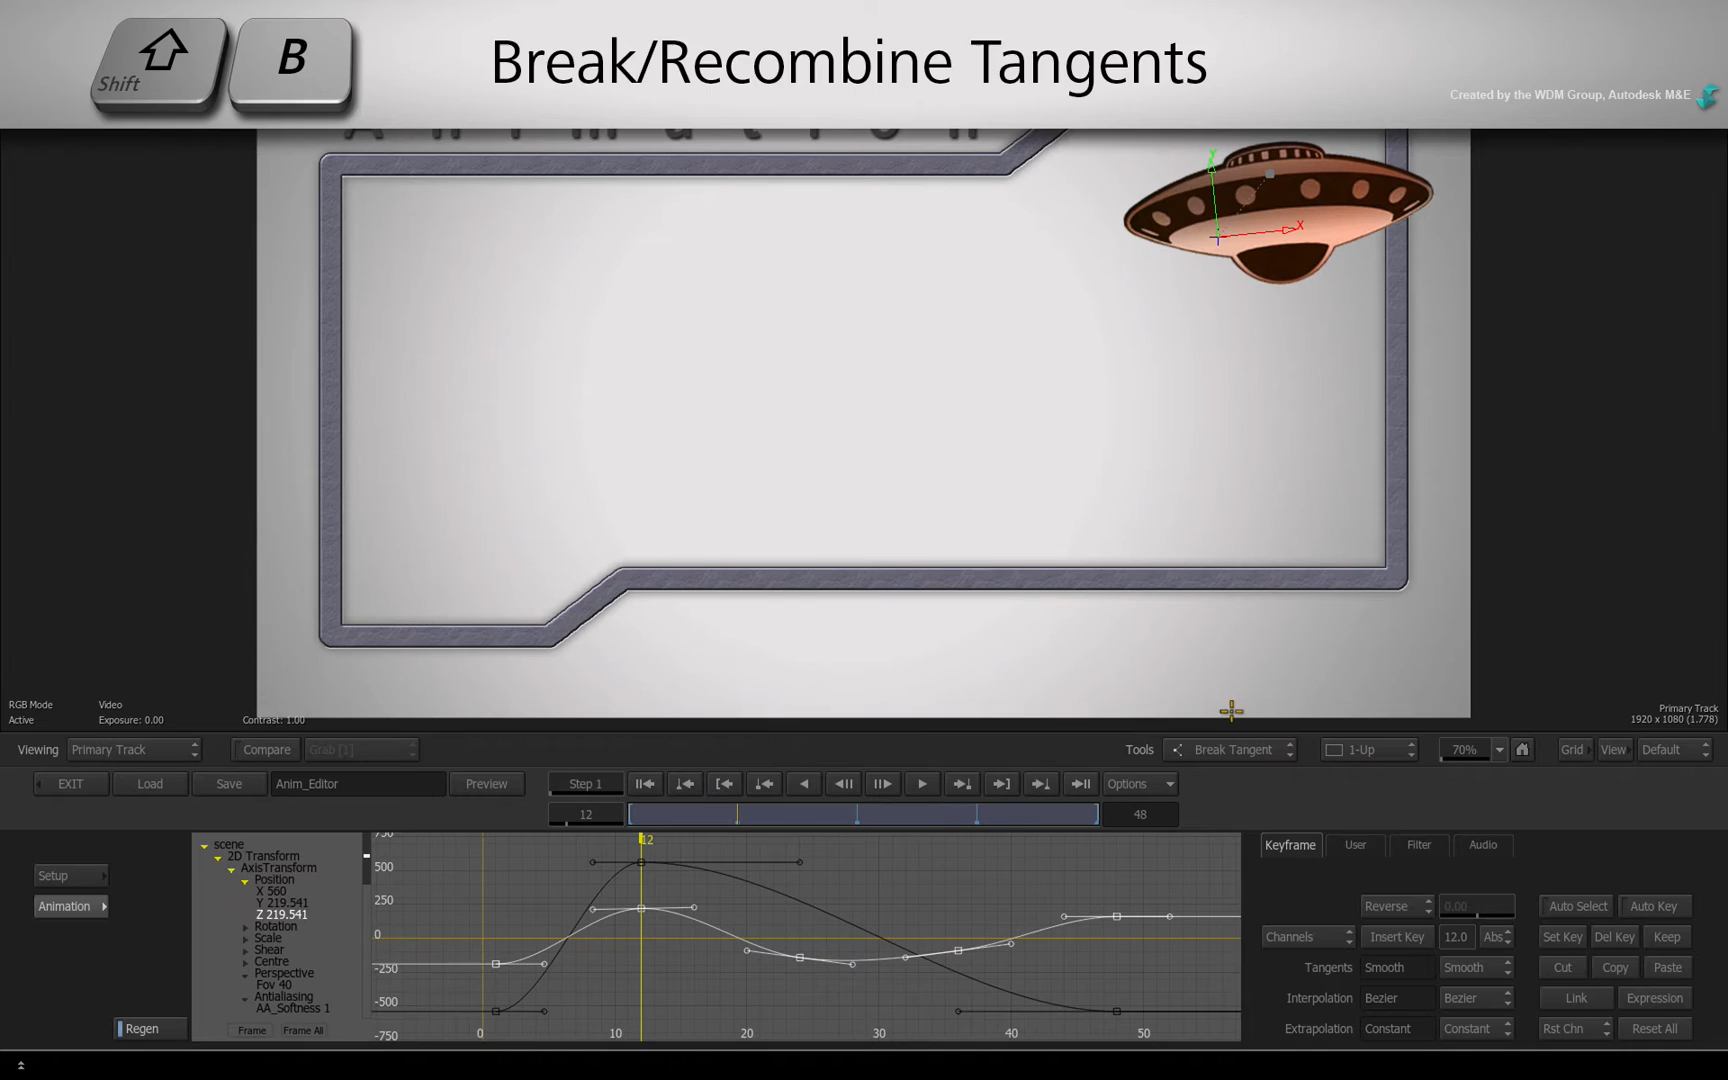 Shift
B
Break/Recombine Tangents
Created by the WDM Group, Autodesk M&E
Animation
Y
X
RGB Mode
Active
Video
Exposure: 0.00
Contrast: 1.00
Primary Track
1920 x 1080 (1.778)
Viewing Primary Track Compare Grab [1] Tools Break Tangent 1-Up 70% Grid View Default
EXIT Load Save Anim_Editor Preview Step 1 Options
12 48
Setup
Animation
Regen
scene
2D Transform
AxisTransform
Position
X 560
Y 219.541
Z 219.541
Rotation
Scale
Shear
Centre
Perspective
Fov 40
Antialiasing
AA_Softness 1
Frame Frame All
750
500
250
0
-250
-500
-750
12
0 10 20 30 40 50
Keyframe User Filter Audio
Reverse 0.00 Auto Select Auto Key
Channels Insert Key 12.0 Abs Set Key Del Key Keep
Tangents Smooth Smooth Cut Copy Paste
Interpolation Bezier Bezier Link Expression
Extrapolation Constant Constant Rst Chn Reset All